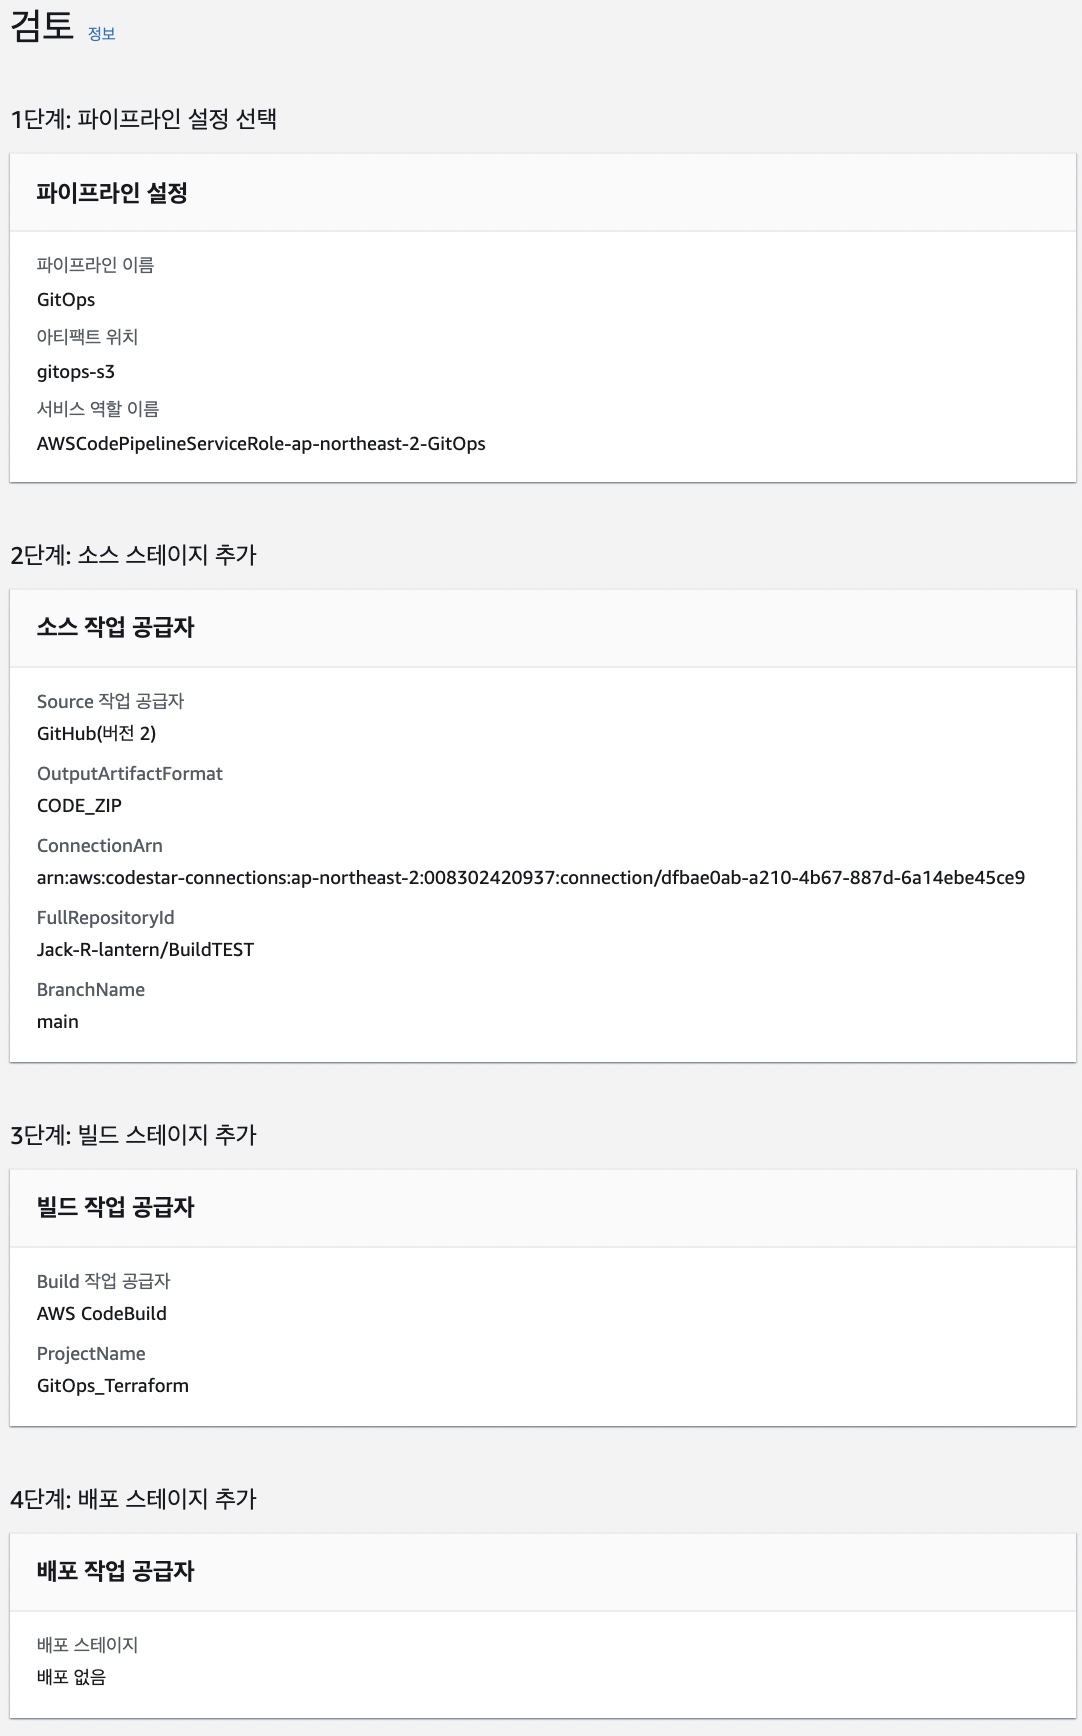 검토 정보
1단계: 파이프라인 설정 선택
파이프라인 설정
파이프라인 이름
GitOps
아티팩트 위치
gitops-s3
서비스 역할 이름
AWSCodePipelineServiceRole-ap-northeast-2-GitOps
2단계: 소스 스테이지 추가
소스 작업 공급자
Source 작업 공급자
GitHub(버전 2)
OutputArtifactFormat
CODE_ZIP
ConnectionArn
arn:aws:codestar-connections:ap-northeast-2:008302420937:connection/dfbae0ab-a210-4b67-887d-6a14ebe45ce9
FullRepositoryId
Jack-R-lantern/BuildTEST
BranchName
main
3단계: 빌드 스테이지 추가
빌드 작업 공급자
Build 작업 공급자
AWS CodeBuild
ProjectName
GitOps_Terraform
4단계: 배포 스테이지 추가
배포 작업 공급자
배포 스테이지
배포 없음